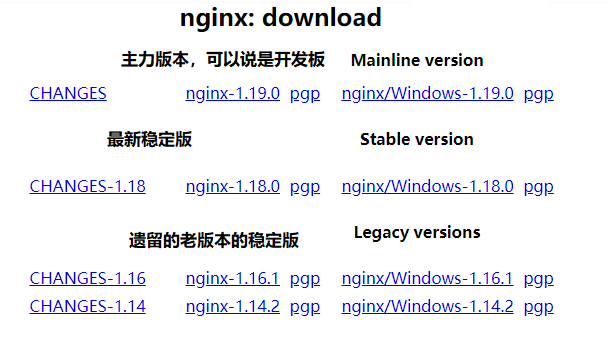 nginx: download
主力版本，可以说是开发板 Mainline version
CHANGES nginx-1.19.0 pgp nginx/Windows-1.19.0 pgp
最新稳定版 Stable version
CHANGES-1.18 nginx-1.18.0 pgp nginx/Windows-1.18.0 pgp
遗留的老版本的稳定版 Legacy versions
CHANGES-1.16 nginx-1.16.1 pgp nginx/Windows-1.16.1 pgp
CHANGES-1.14 nginx-1.14.2 pgp nginx/Windows-1.14.2 pgp